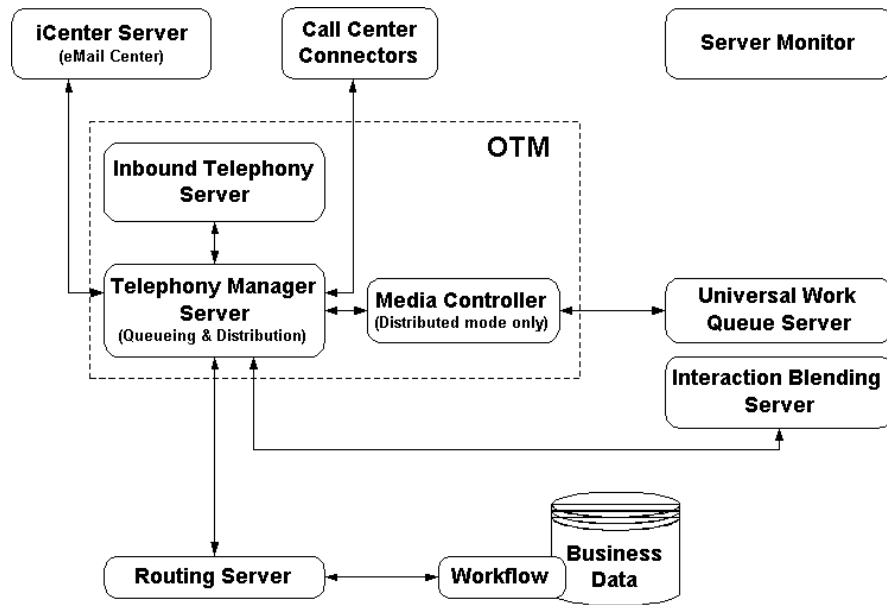 iCenter Server
(eMail Center)
Call Center
Connectors
Server Monitor
OTM
Inbound Telephony
Server
Telephony Manager
Server
(Queueing & Distribution)
Media Controller
(Distributed mode only)
Universal Work
Queue Server
Interaction Blending
Server
Routing Server
Workflow
Business
Data